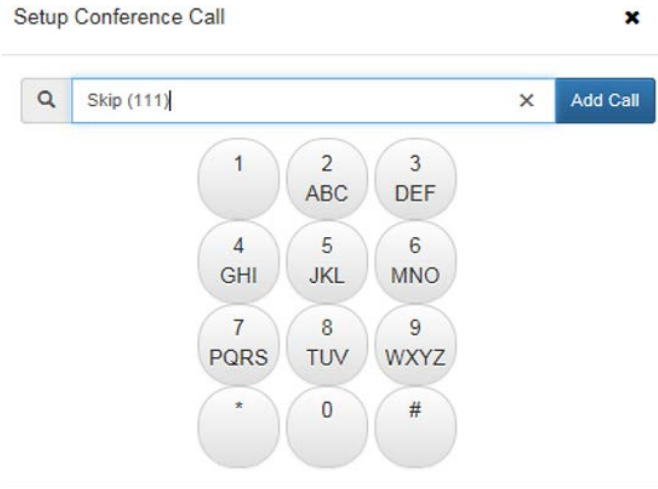 Setup Conference Call
Skip (111)
Add Call
1
2
3
ABC
DEF
4
5
6
GHI
JKL
MNO
7
8
9
PQRS
TUV
WXYZ
*
0
#